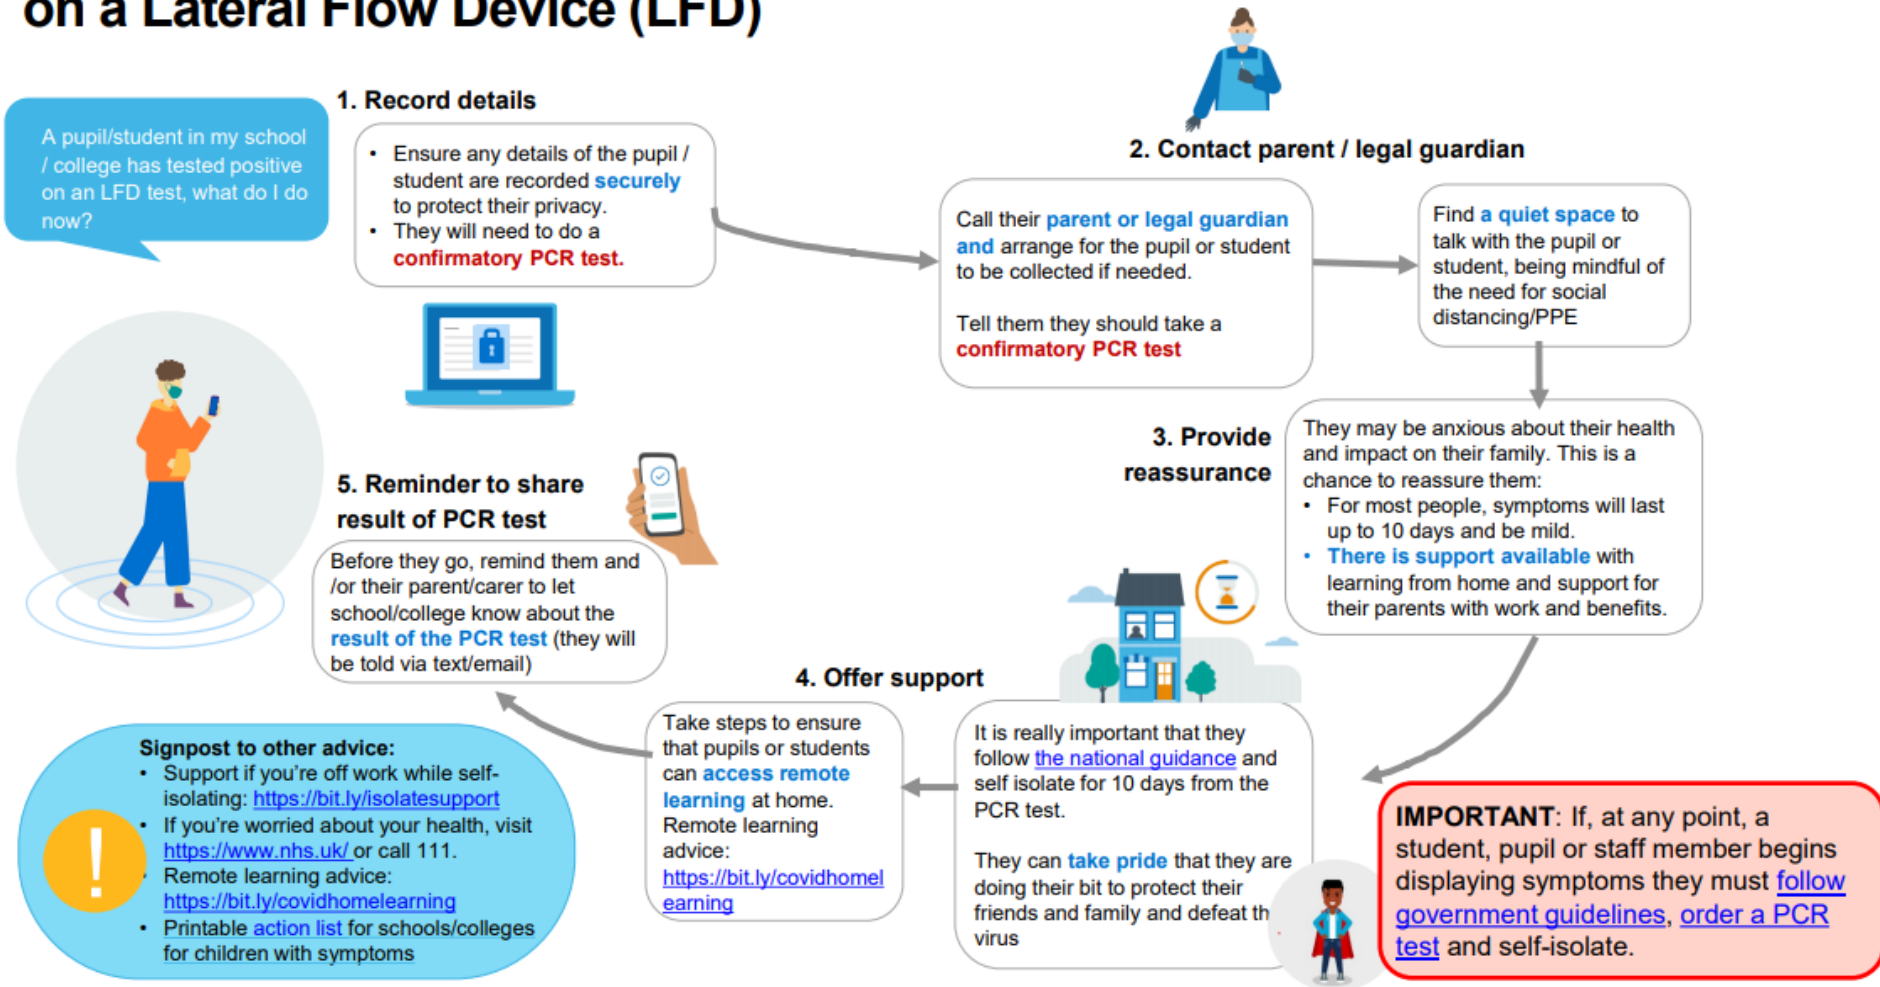 on a Lateral Flow Device (LFD)
A pupil/student in my school
/ college has tested positive
on an LFD test, what do I do
now?
1. Record details
• Ensure any details of the pupil /
student are recorded securely
to protect their privacy.
• They will need to do a
confirmatory PCR test.
2. Contact parent / legal guardian
Call their parent or legal guardian
and arrange for the pupil or student
to be collected if needed.
Tell them they should take a
confirmatory PCR test
Find a quiet space to
talk with the pupil or
student, being mindful of
the need for social
distancing/PPE
3. Provide
reassurance
They may be anxious about their health
and impact on their family. This is a
chance to reassure them:
• For most people, symptoms will last
up to 10 days and be mild.
• There is support available with
learning from home and support for
their parents with work and benefits.
4. Offer support
It is really important that they
follow the national guidance and
self isolate for 10 days from the
PCR test.
They can take pride that they are
doing their bit to protect their
friends and family and defeat th
virus
Take steps to ensure
that pupils or students
can access remote
learning at home.
Remote learning
advice:
https://bit.ly/covidhomel
earning
5. Reminder to share
result of PCR test
Before they go, remind them and
/or their parent/carer to let
school/college know about the
result of the PCR test (they will
be told via text/email)
Signpost to other advice:
• Support if you're off work while self-
isolating: https://bit.ly/isolatesupport
• If you're worried about your health, visit
https://www.nhs.uk/ or call 111.
• Remote learning advice:
https://bit.ly/covidhomelearning
• Printable action list for schools/colleges
for children with symptoms
IMPORTANT: If, at any point, a
student, pupil or staff member begins
displaying symptoms they must follow
government guidelines, order a PCR
test and self-isolate.